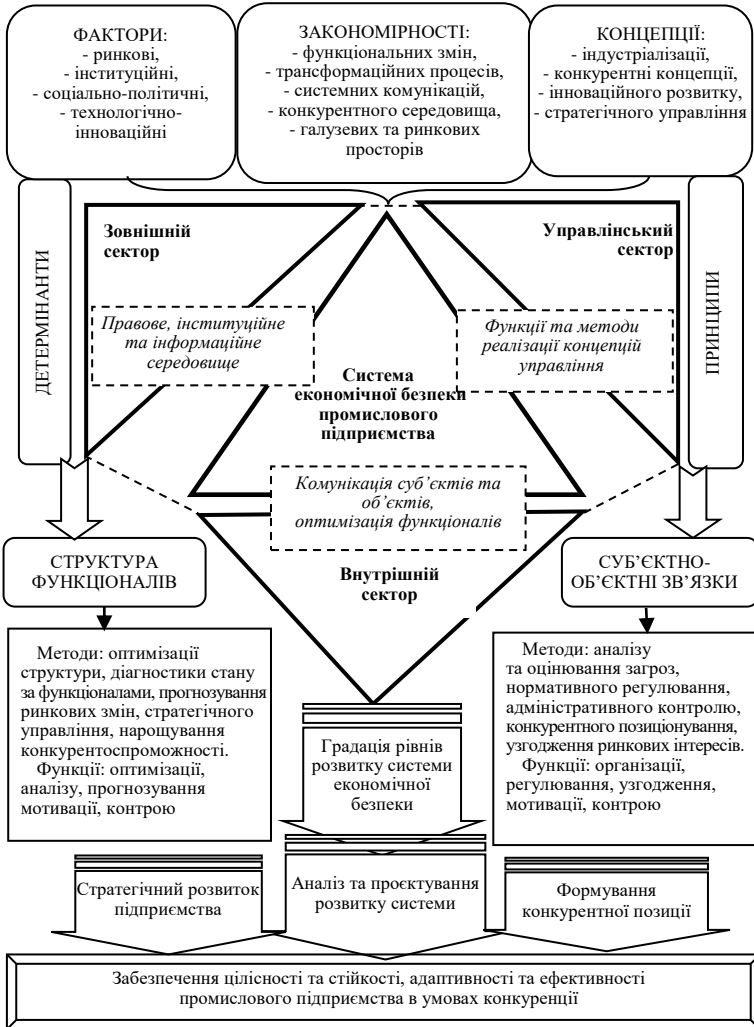 ФАКТОРИ:
- ринкові,
- інституційні,
- соціально-політичні,
- технологічно-
інноваційні
ЗАКОНОМІРНОСТІ:
- функціональних змін,
- трансформаційних процесів,
- системних комунікацій,
- конкурентного середовища,
- галузевих та ринкових
просторів
КОНЦЕПЦІЇ:
- індустріалізації,
- конкурентні концепції,
- інноваційного розвитку,
- стратегічного управління
ДЕТЕРМІНАНТИ
Зовнішній
сектор
Управлінський
сектор
ПРИНЦИПИ
Правове, інституційне
та інформаційне
середовище
Функції та методи
реалізації концепцій
управління
Система
економічної безпеки
промислового
підприємства
Комунікація суб’єктів та
об’єктів,
оптимізація функціоналів
Внутрішній
сектор
СТРУКТУРА
ФУНКЦІОНАЛІВ
СУБ’ЄКТНО-
ОБ’ЄКТНІ ЗВ’ЯЗКИ
Методи: оптимізації
структури, діагностики стану
за функціоналами, прогнозування
ринкових змін, стратегічного
управління, нарощування
конкурентоспроможності.
Функції: оптимізації,
аналізу, прогнозування
мотивації, контрою
Методи: аналізу
та оцінювання загроз,
нормативного регулювання,
адміністративного контролю,
конкурентного позиціонування,
узгодження ринкових інтересів.
Функції: організації,
регулювання, узгодження,
мотивації, контрою
Градація рівнів
розвитку системи
економічної
безпеки
Стратегічний розвиток
підприємства
Аналіз та проєктування
розвитку системи
Формування
конкурентної позиції
Забезпечення цілісності та стійкості, адаптивності та ефективності
промислового підприємства в умовах конкуренції